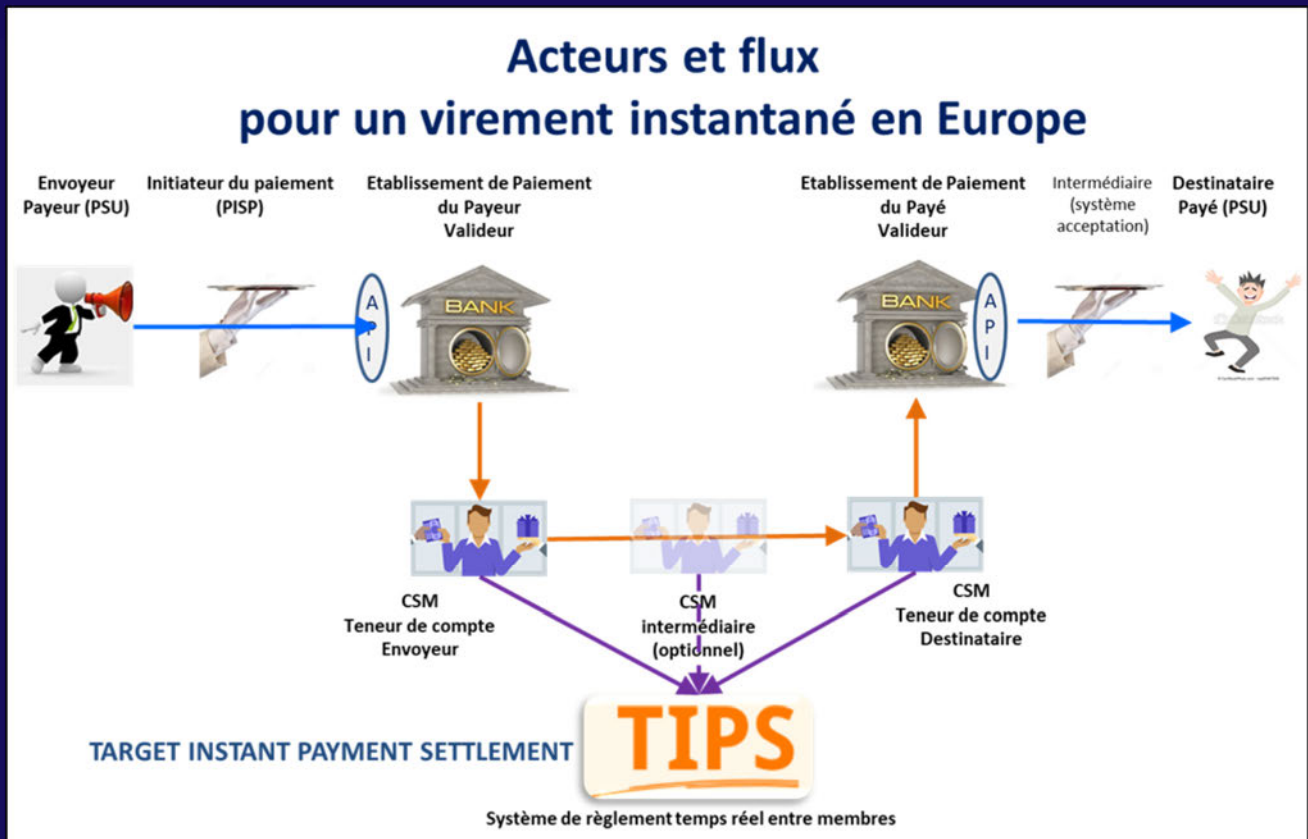 Acteurs et flux
pour un virement instantané en Europe
Envoyeur
Payeur (PSU)
Initiateur du paiement
(PISP)
Etablissement de Paiement
du Payeur
Valideur
Etablissement de Paiement
du Payé
Valideur
Intermédiaire
(système
acceptation)
Destinataire
Payé (PSU)
A
P
I
BANK
BANK
A
P
I
CSM
Teneur de compte
Envoyeur
CSM
intermédiaire
(optionnel)
CSM
Teneur de compte
Destinataire
TARGET INSTANT PAYMENT SETTLEMENT
TIPS
Système de règlement temps réel entre membres